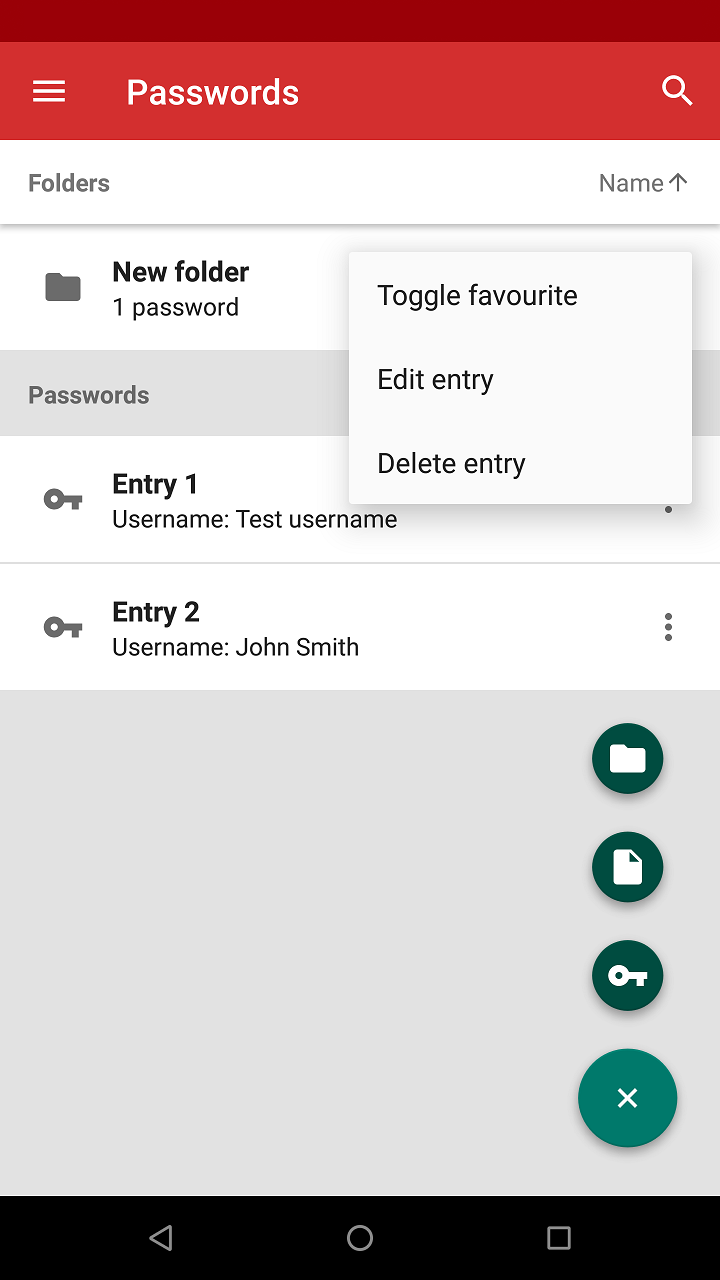 Passwords
Folders
Name
New folder
1 password
Toggle favourite
Edit entry
Delete entry
Passwords
Entry 1
Username: Test username
Entry 2
Username: John Smith